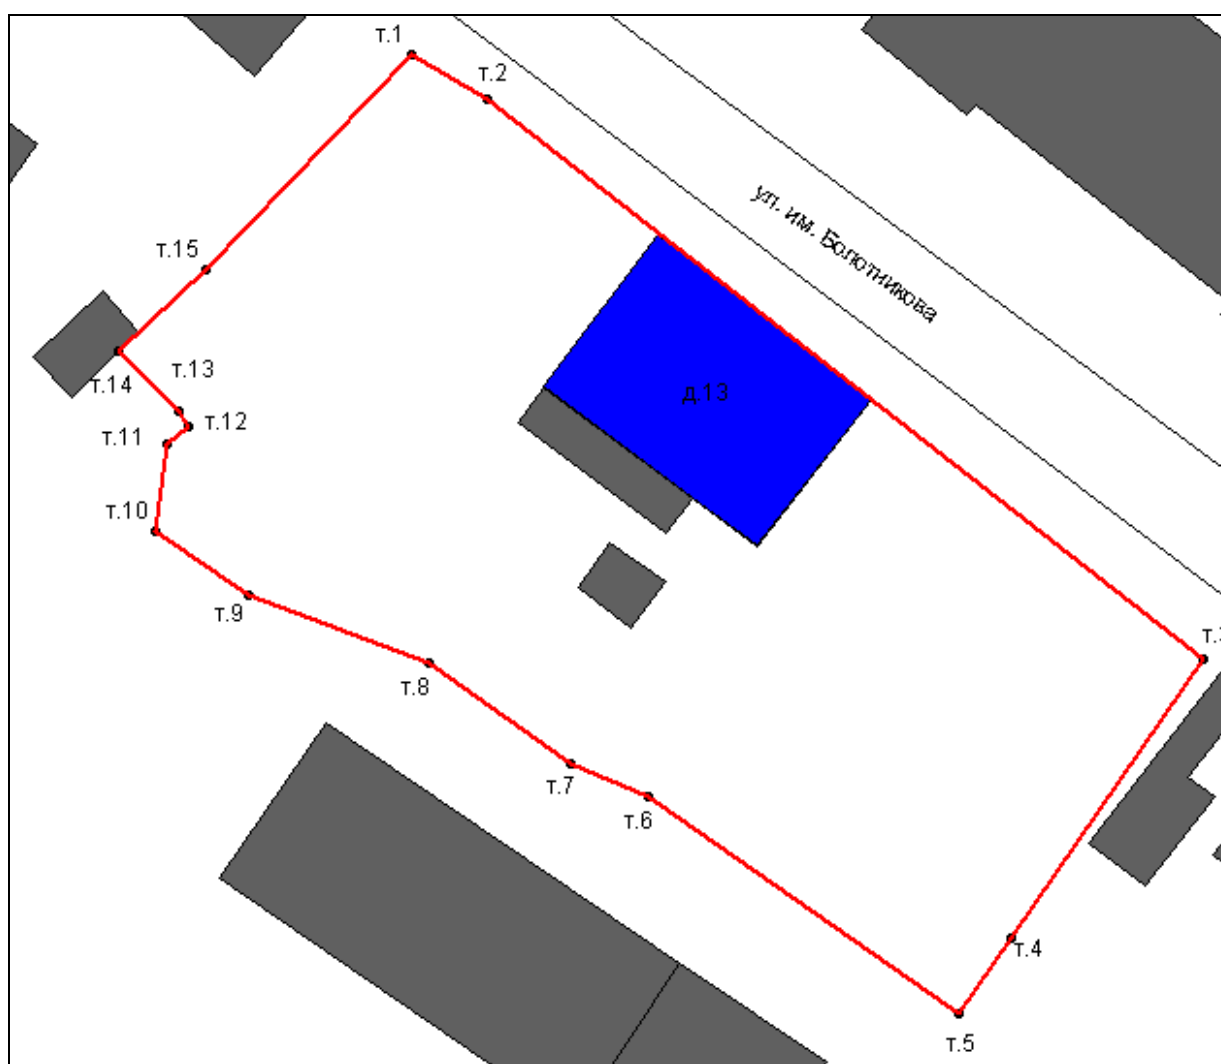 т.1
т.2
ул. им. Болотникова
т.15
т.13
т.14
д.13
т.12
т.11
т.10
т.9
т.8
т.7
т.6
т.4
т.5